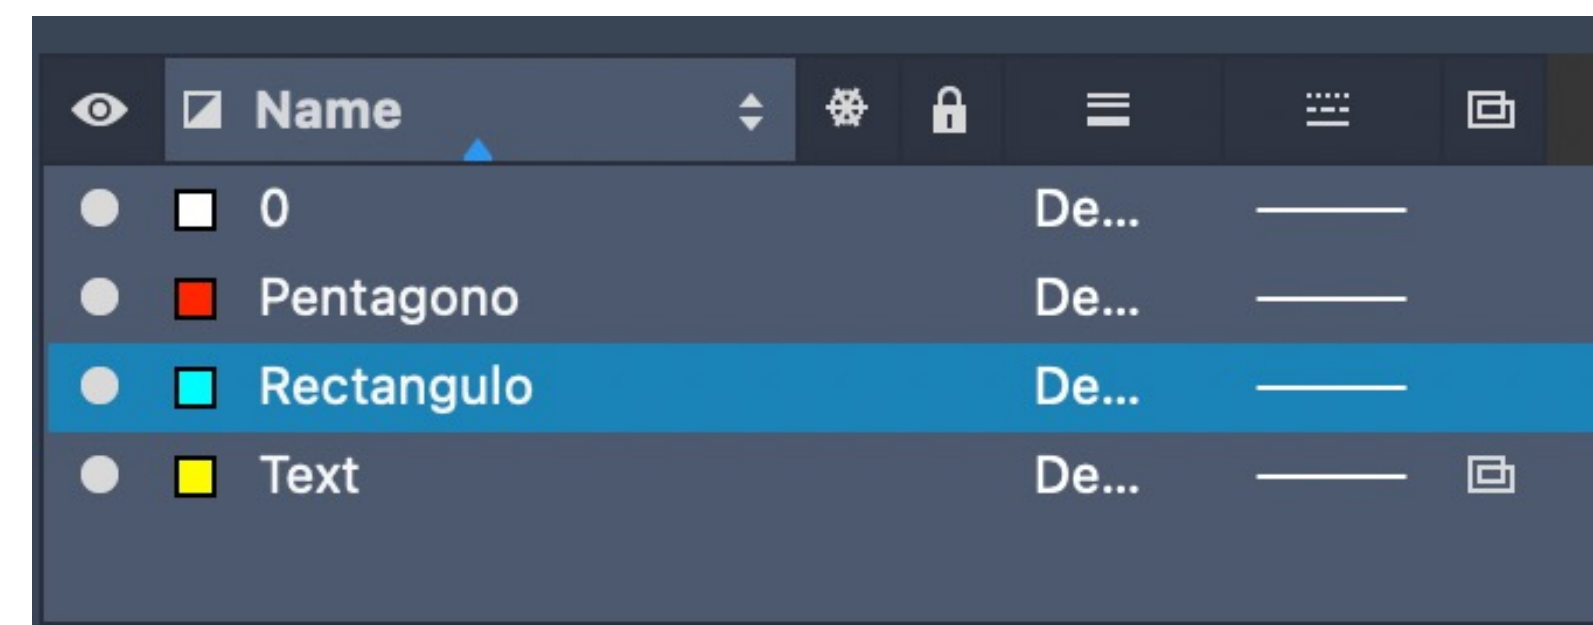 Name
0 De...
Pentagono De...
Rectangulo De...
Text De...